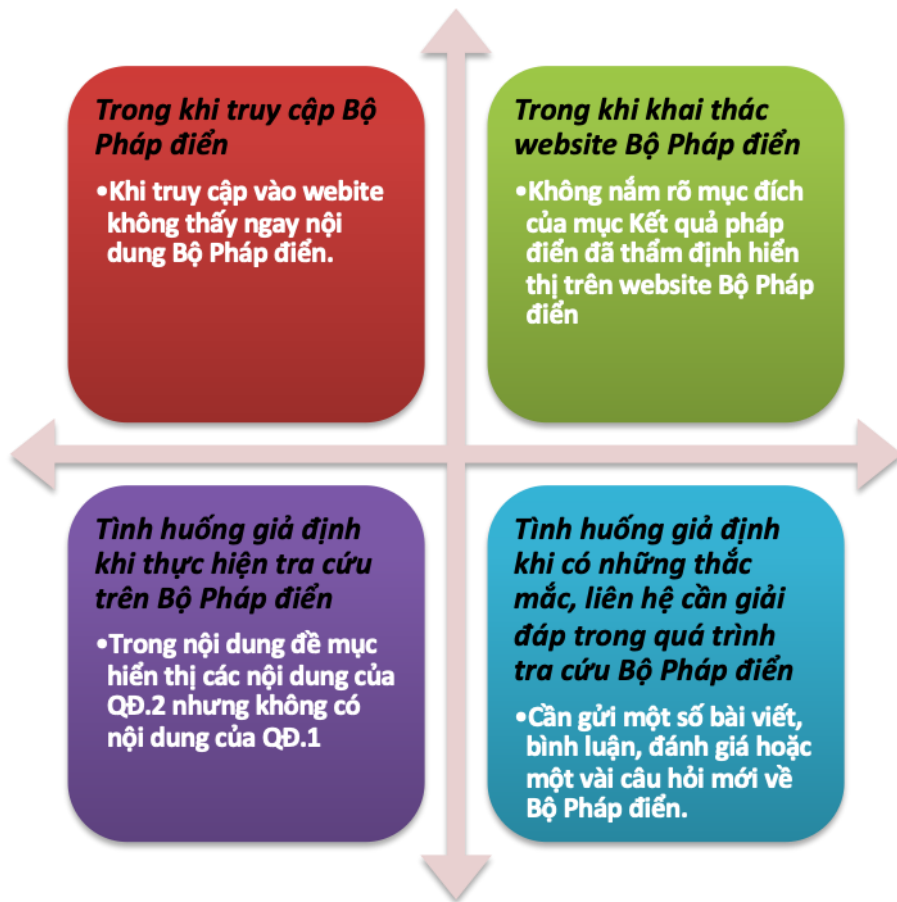 Trong khi truy cập Bộ
Pháp điển
•Khi truy cập vào webite
không thấy ngay nội
dung Bộ Pháp điển.
Trong khi khai thác
website Bộ Pháp điển
•Không nắm rõ mục đích
của mục Kết quả pháp
điển đã thẩm định hiển
thị trên website Bộ Pháp
điển
Tình huống giả định
khi thực hiện tra cứu
trên Bộ Pháp điển
•Trong nội dung đề mục
hiển thị các nội dung của
QĐ.2 nhưng không có
nội dung của QĐ.1
Tình huống giả định
khi có những thắc
mắc, liên hệ cần giải
đáp trong quá trình
tra cứu Bộ Pháp điển
•Cần gửi một số bài viết,
bình luận, đánh giá hoặc
một vài câu hỏi mới về
Bộ Pháp điển.